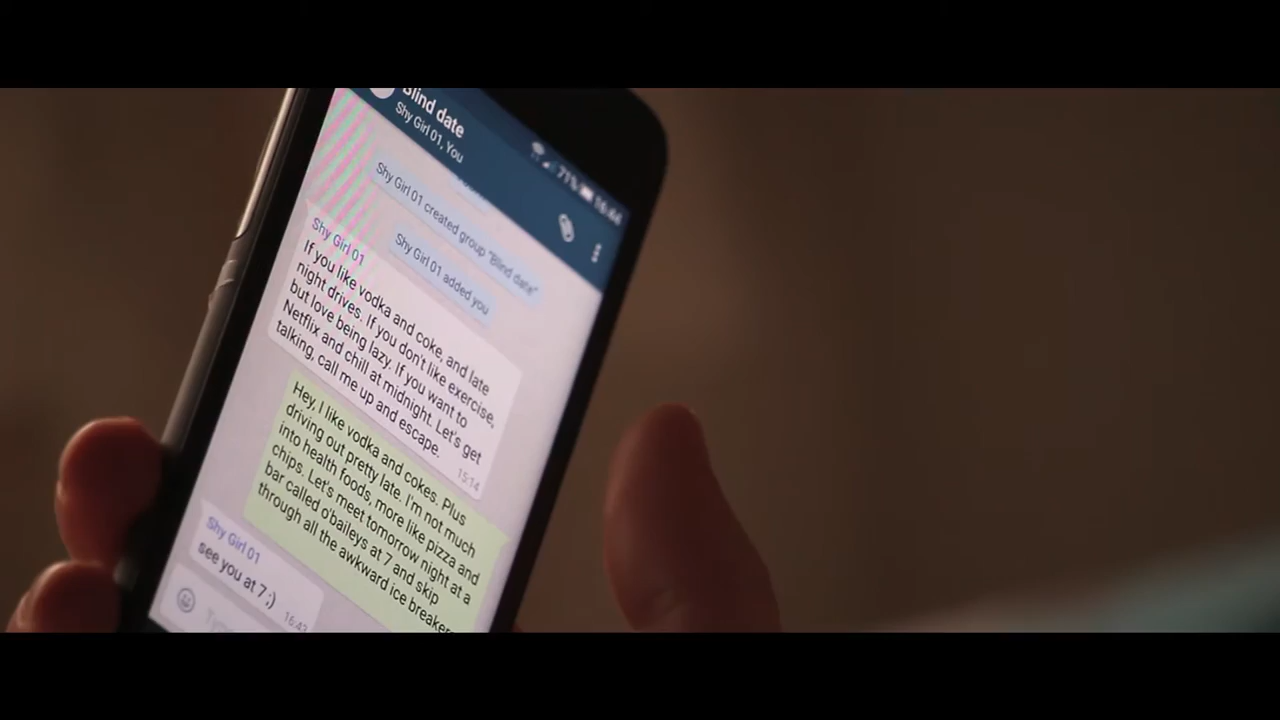 Blind date
Shy Girl 01, You
71% 16:44
Shy Girl 01 created group "Blind date"
Shy Girl 01 added you
Shy Girl 01
If you like vodka and coke, and late
night drives. If you don't like exercise,
but love being lazy. If you want to
Netflix and chill at midnight. Let's get
talking, call me up and escape.
15:14
Hey, I like vodka and cokes. Plus
driving out pretty late. I'm not much
into health foods, more like pizza and
chips. Let's meet tomorrow night at a
bar called o'baileys at 7 and skip
through all the awkward ice breaker
Shy Girl 01
see you at 7 ;)
16:43